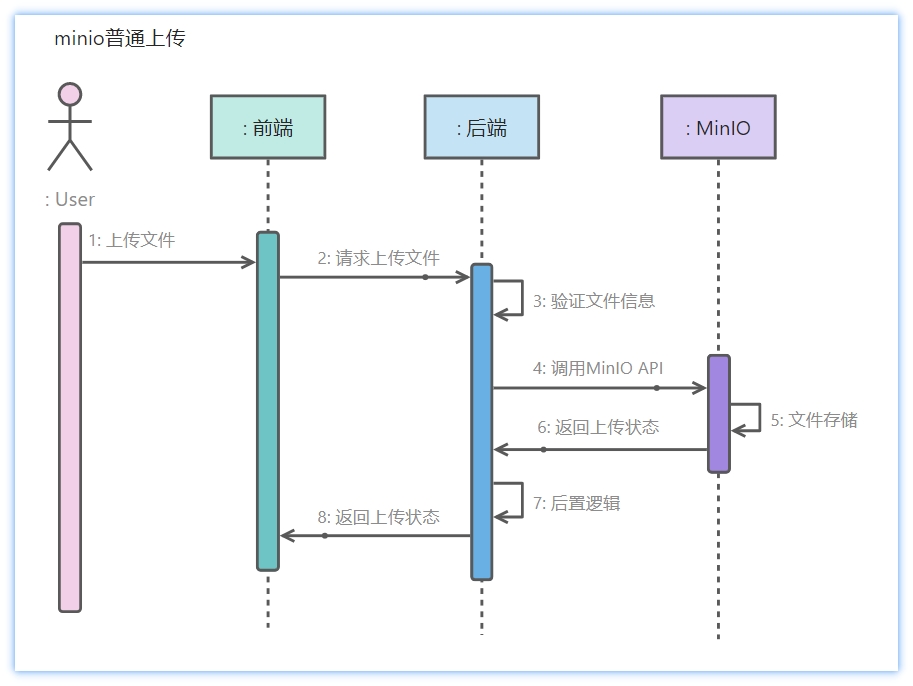 minio普通上传
: 前端
: 后端
: MinIO
: User
1: 上传文件
2: 请求上传文件
3: 验证文件信息
4: 调用MinIO API
5: 文件存储
6: 返回上传状态
7: 后置逻辑
8: 返回上传状态